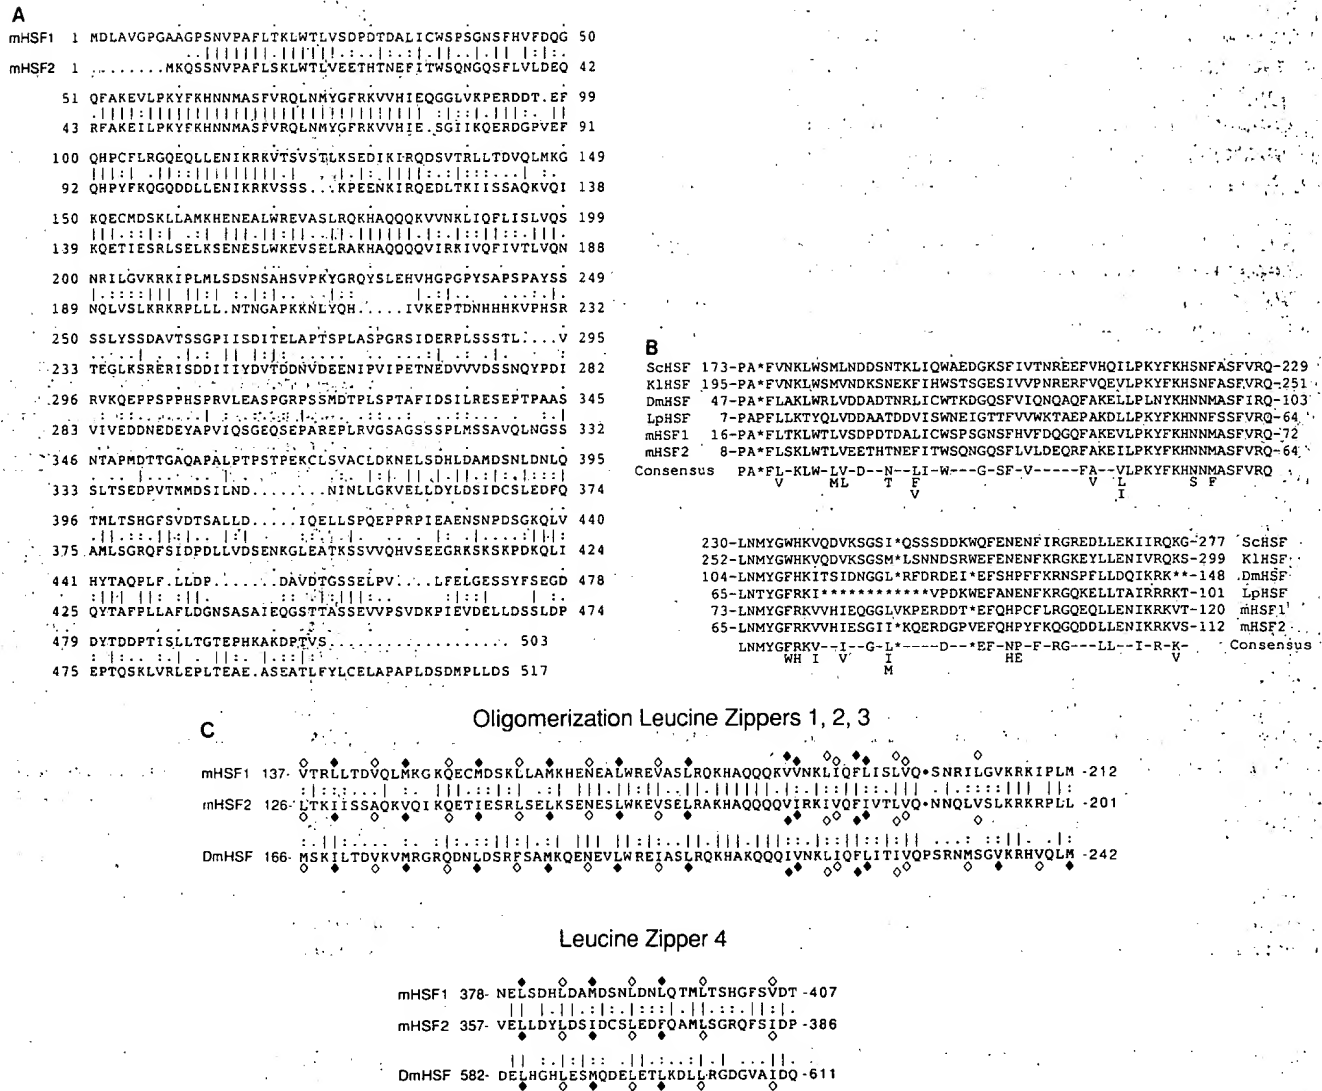 A
mHSF1 1 MDLAVGPGAAGPSNVPAFLTKLWTLVSDPDTDALICWSPSGNSFHVFDQG 50
mHSF2 1 ........MKQSSNVPAFLSKLWTLVEETHTNEFITWSQNGQSFLVLDEQ 42
51 QFAKEVLPKYFKHNNMASFVRQLNMYGFRKVVHIEQGGLVKPERDDT.EF 99
43 RFAKEILPKYFKHNNMASFVRQLNMYGFRKVVHIE.SGIIKQERDGPVEF 91
100 QHPCFLRGQEQLLENIKRKVTSVSTLKSEDIKIRQDSVTRLLTDVQLMKG 149
92 QHPYFKQGQDDLLENIKRKVSSS...KPEENKIRQEDLTKIISSAQKVQI 138
150 KQECMDSKLLAMKHENEALWREVASLRQKHAQQQKVVNKLIQFLISLVQS 199
139 KQETIESRLSELKSENESLWKEVSELRAKHAQQQQVIRKIVQFIVTLVQN 188
200 NRILGVKRKIPLMLSDSNSAHSVPKYGRQYSLEHVHGPGPYSAPSPAYSS 249
189 NQLVSLKRKRPLLL.NTNGAPKKNLYQH.....IVKEPTDNHHHKVPHSR 232
250 SSLYSSDAVTSSGPIISDITELAPTSPLASPGRSIDERPLSSSTL....V 295
233 TEGLKSRERISDDIIIYDVTDDNVDEENIPVIPETNEDVVVDSSNQYPDI 282
296 RVKQEPPSPPHSPRVLEASPGRPSSMDTPLSPTAFIDSILRESEPTPAAS 345
283 VIVEDDNEDEYAPVIQSGEQSEPAREPLRVGSAGSSSPLMSSAVQLNGSS 332
346 NTAPMDTTGAQAPALPTPSTPEKCLSVACLDKNELSDHLDAMDSNLDNLQ 395
333 SLTSEDPVTMMDSILND........NINLLGKVELLDYLDSIDCSLEDFQ 374
396 TMLTSHGFSVDTSALLD.....IQELLSPQEPPRPIEAENSNPDSGKQLV 440
375 AMLSGRQFSIDPDLLVDSENKGLEATKSSVVQHVSEEGRKSKSKPDKQLI 424
441 HYTAQPLF.LLDP.......DAVDTGSSELPV....LFELGESSYFSEGD 478
425 QYTAFPLLAFLDGNSASAIEQGSTTASSEVVPSVDKPIEVDELLDSSLDP 474
479 DYTDDPTISLLTGTEPHKAKDPTVS 503
475 EPTQSKLVRLEPLTEAE.ASEATLFYLCELAPAPLDSDMPLLDS 517
B
ScHSF 173-PA*FVNKLWSMLNDDSNTKLIQWAEDGKSFIVTNREEFVHQILPKYFKHSNFASFVRQ-229
KlHSF 195-PA*FVNKLWSMVNDKSNEKFIHWSTSGESIVVPNRERFVQEVLPKYFKHSNFASFVRQ-251
DmHSF 47-PA*FLAKLWRLVDDADTNRLICWTKDGQSFVIQNQAQFAKELLPLNYKHNNMASFIRQ-103
LpHSF 7-PAPFLLKTYQLVDDAATDDVISWNEIGTTFVVWKTAEPAKDLLPKYFKHNNFSSFVRQ-64
mHSF1 16-PA*FLTKLWTLVSDPDTDALICWSPSGNSFHVFDQGQFAKEVLPKYFKHNNMASFVRQ-72
mHSF2 8-PA*FLSKLWTLVEETHTNEFITWSQNGQSFLVLDEQRFAKEILPKYFKHNNMASFVRQ-64
Consensus PA*FL-KLW-LV-D--N--LI-W---G-SF-V-----FA--VLPKYFKHNNMASFVRQ
V ML T F V L S F
V I
230-LNMYGWHKVQDVKSGSI*QSSSDDKWQFENENFIRGREDLLEKIIRQKG-277 ScHSF
252-LNMYGWHKVQDVKSGSM*LSNNDSRWEFENENFKRGKEYLLENIVRQKS-299 KlHSF
104-LNMYGFHKITSIDNGGL*RFDRDEI*EFSHPFFKRNSPFLLDQIKRK**-148 DmHSF
65-LNTYGFRKI************VPDKWEFANENFKRGQKELLTAIRRRKT-101 LpHSF
73-LNMYGFRKVVHIEQGGLVKPERDDT*EFQHPCFLRGQEQLLENIKRKVT-120 mHSF1
65-LNMYGFRKVVHIESGII*KQERDGPVEFQHPYFKQGQDDLLENIKRKVS-112 mHSF2
LNMYGFRKV--I--G-L*----D--*EF-NP-F-RG---LL--I-R-K- Consensus
WH I V I HE V
M
C
Oligomerization Leucine Zippers 1, 2, 3
mHSF1 137- VTRLLTDVQLMKGKQECMDSKLLAMKHENEALWREVASLRQKHAQQQKVVNKLIQFLISLVQ•SNRILGVKRKIPLM -212
mHSF2 126- LTKIISSAQKVQIKQETIESRLSELKSENESLWKEVSELRAKHAQQQQVIRKIVQFIVTLVQ•NNQLVSLKRKRPLL -201
DmHSF 166- MSKILTDVKVMRGRQDNLDSRFSAMKQENEVLWREIASLRQKHAKQQQIVNKLIQFLITIVQPSRNMSGVKRHVQLM -242
Leucine Zipper 4
mHSF1 378- NELSDHLDAMDSNLDNLQTMLTSHGFSVDT -407
mHSF2 357- VELLDYLDSIDCSLEDFQAMLSGRQFSIDP -386
DmHSF 582- DELHGHLESMQDELETLKDLLRGDGVAIDQ -611